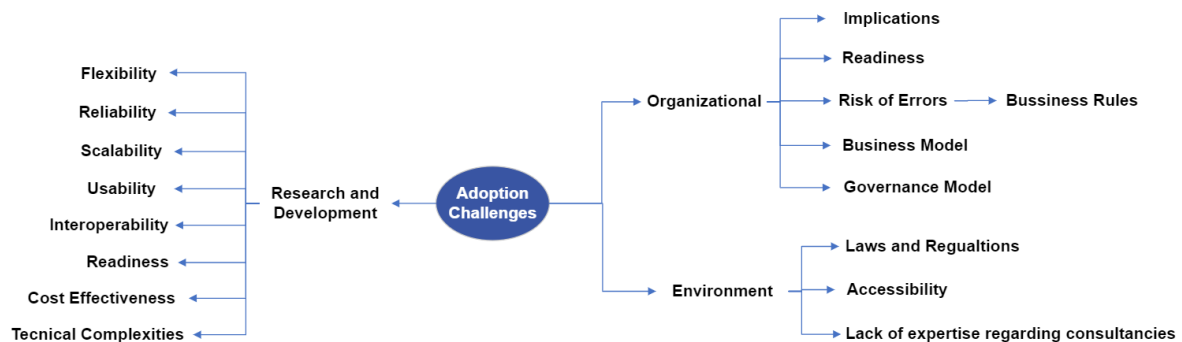 Adoption
Challenges
Research and
Development
Flexibility
Reliability
Scalability
Usability
Interoperability
Readiness
Cost Effectiveness
Tecnical Complexities
Organizational
Implications
Readiness
Risk of Errors
Bussiness Rules
Business Model
Governance Model
Environment
Laws and Regualtions
Accessibility
Lack of expertise regarding consultancies